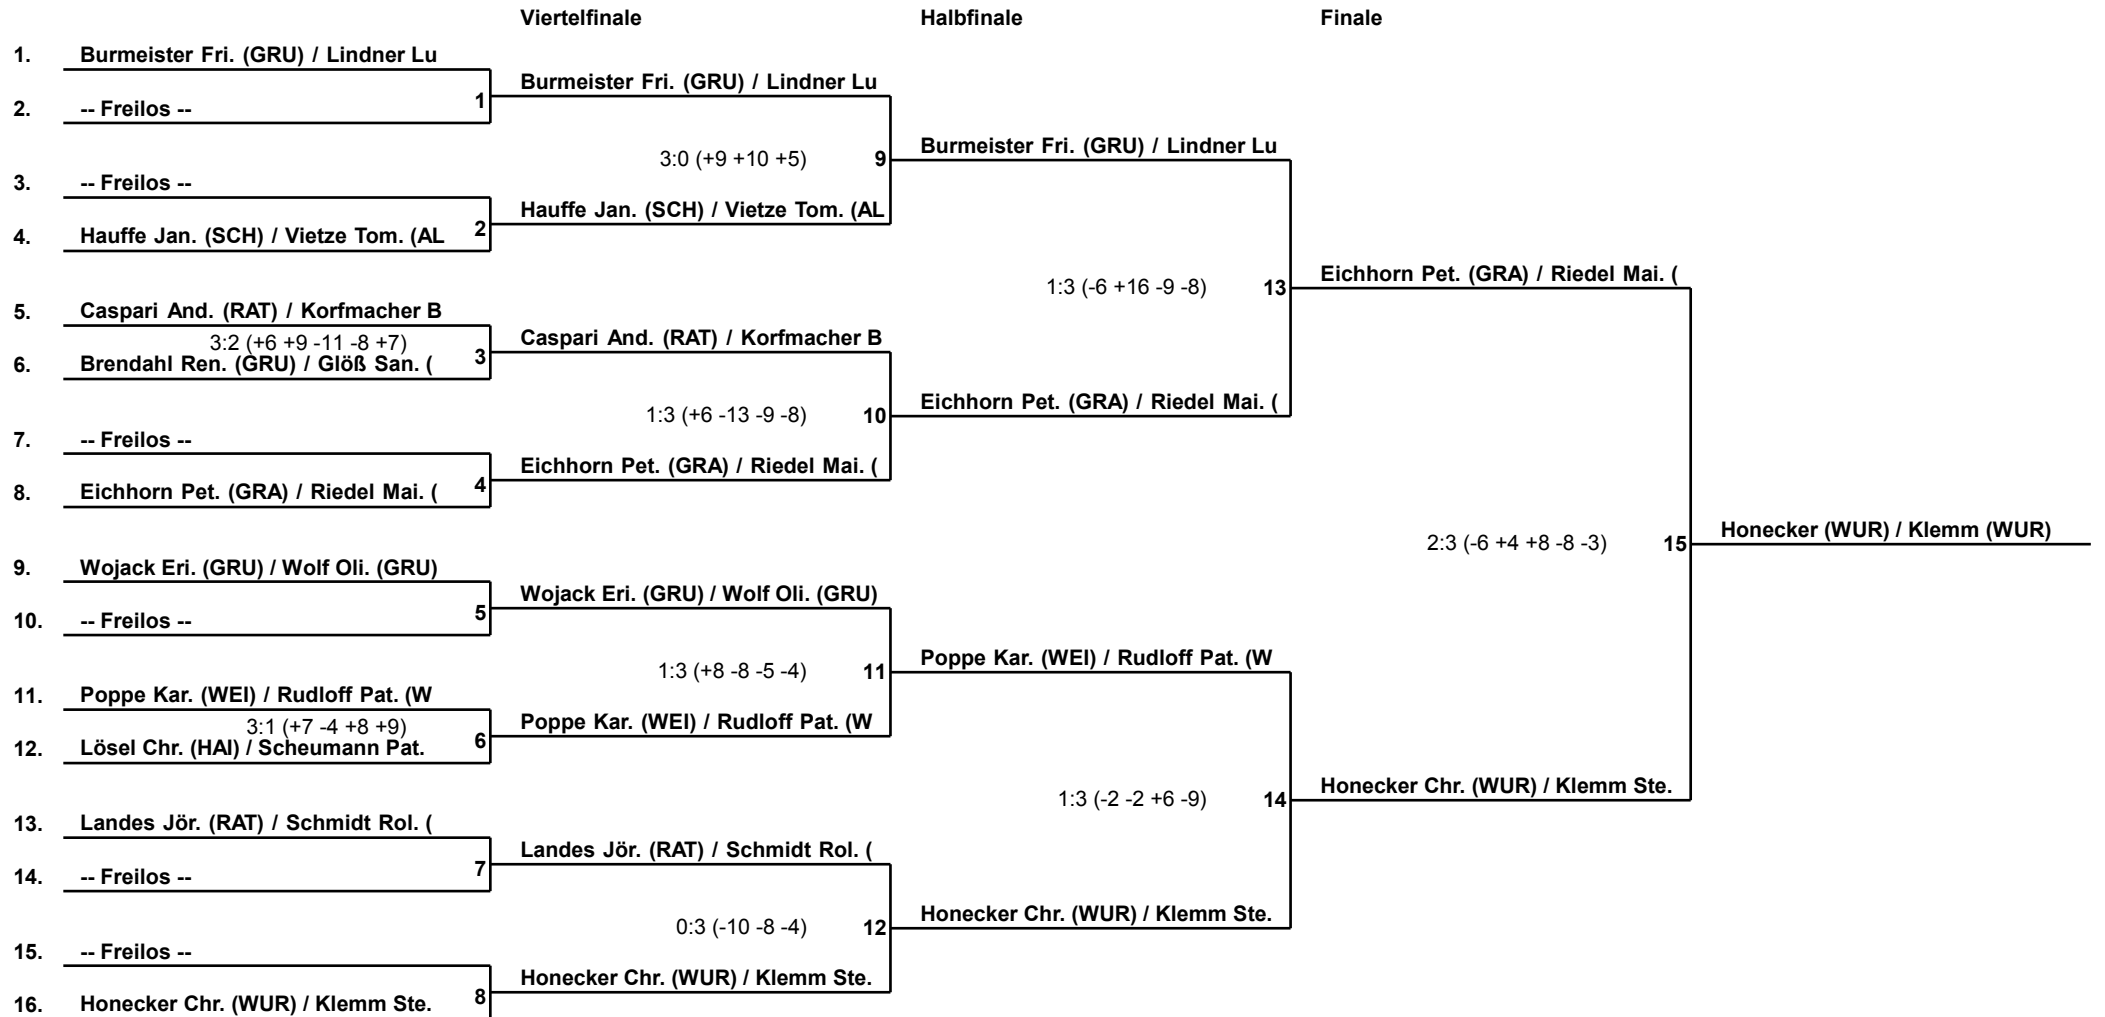 Viertelfinale Halbfinale Finale
1. Burmeister Fri. (GRU) / Lindner Lu
Burmeister Fri. (GRU) / Lindner Lu
1
2. -- Freilos --
Burmeister Fri. (GRU) / Lindner Lu
3:0 (+9 +10 +5) 9
3. -- Freilos --
Hauffe Jan. (SCH) / Vietze Tom. (AL
2
4. Hauffe Jan. (SCH) / Vietze Tom. (AL
Eichhorn Pet. (GRA) / Riedel Mai. (
1:3 (-6 +16 -9 -8) 13
5. Caspari And. (RAT) / Korfmacher B
3:2 (+6 +9 -11 -8 +7)
Caspari And. (RAT) / Korfmacher B
3
6. Brendahl Ren. (GRU) / Glöß San. (
Eichhorn Pet. (GRA) / Riedel Mai. (
1:3 (+6 -13 -9 -8) 10
7. -- Freilos --
Eichhorn Pet. (GRA) / Riedel Mai. (
4
8. Eichhorn Pet. (GRA) / Riedel Mai. (
Honecker (WUR) / Klemm (WUR)
2:3 (-6 +4 +8 -8 -3) 15
9. Wojack Eri. (GRU) / Wolf Oli. (GRU)
Wojack Eri. (GRU) / Wolf Oli. (GRU)
5
10. -- Freilos --
Poppe Kar. (WEI) / Rudloff Pat. (W
1:3 (+8 -8 -5 -4) 11
11. Poppe Kar. (WEI) / Rudloff Pat. (W
3:1 (+7 -4 +8 +9)
Poppe Kar. (WEI) / Rudloff Pat. (W
6
12. Lösel Chr. (HAI) / Scheumann Pat.
Honecker Chr. (WUR) / Klemm Ste.
1:3 (-2 -2 +6 -9) 14
13. Landes Jör. (RAT) / Schmidt Rol. (
Landes Jör. (RAT) / Schmidt Rol. (
7
14. -- Freilos --
Honecker Chr. (WUR) / Klemm Ste.
0:3 (-10 -8 -4) 12
15. -- Freilos --
Honecker Chr. (WUR) / Klemm Ste.
8
16. Honecker Chr. (WUR) / Klemm Ste.